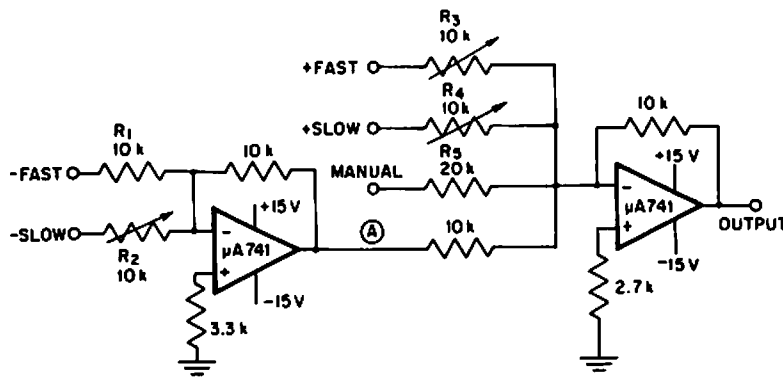 R3
10 k
+FAST
R4
10k
+SLOW
R5
20 k
MANUAL
10 k
R1
10 k
-FAST
10 k
-SLOW
R2
10 k
+15 V
-
μA741
+
-15 V
3.3 k
A
10 k
+15 V
-
μA741
+
-15 V
OUTPUT
2.7 k